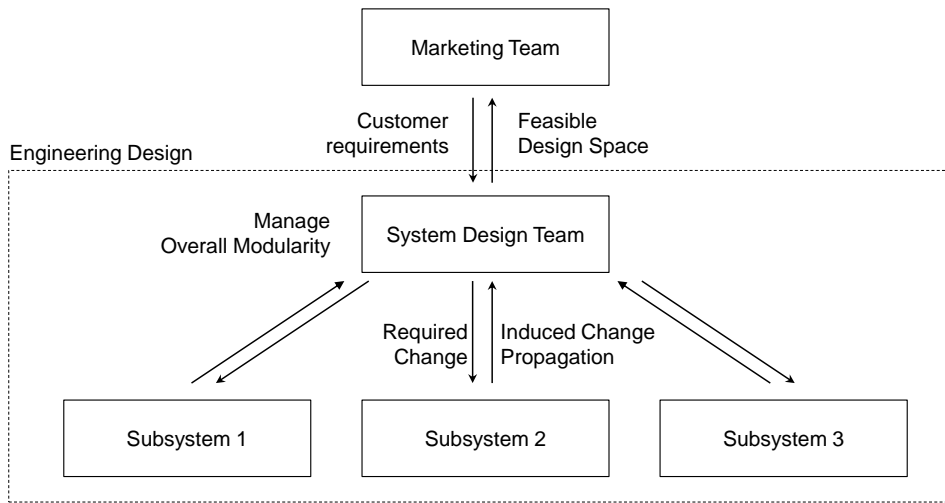 Marketing Team
Customer
requirements
Feasible
Design Space
Engineering Design
Manage
Overall Modularity
System Design Team
Required
Change
Induced Change
Propagation
Subsystem 1
Subsystem 2
Subsystem 3